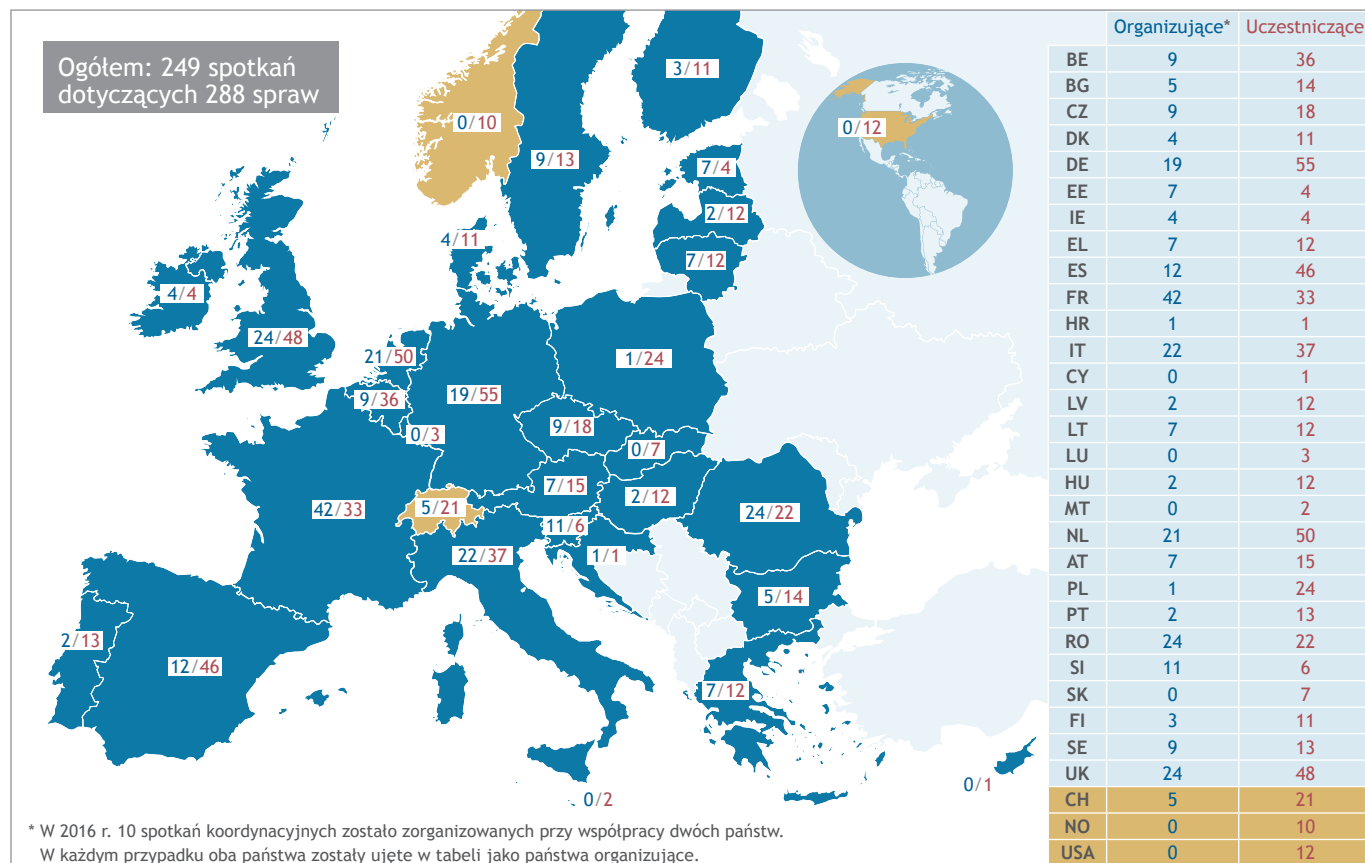 Ogółem: 249 spotkań
dotyczących 288 spraw
3/11
0/10
0/12
9/13
7/4
2/12
4/11
7/12
4/4
24/48
21/50
1/24
9/36
19/55
0/3
9/18
0/7
7/15
2/12
42/33
5/21
24/22
11/6
22/37
1/1
5/14
2/13
12/46
7/12
0/1
0/2
* W 2016 r. 10 spotkań koordynacyjnych zostało zorganizowanych przy współpracy dwóch państw.
W każdym przypadku oba państwa zostały ujęte w tabeli jako państwa organizujące.
Organizujące* Uczestniczące
BE 9 36
BG 5 14
CZ 9 18
DK 4 11
DE 19 55
EE 7 4
IE 4 4
EL 7 12
ES 12 46
FR 42 33
HR 1 1
IT 22 37
CY 0 1
LV 2 12
LT 7 12
LU 0 3
HU 2 12
MT 0 2
NL 21 50
AT 7 15
PL 1 24
PT 2 13
RO 24 22
SI 11 6
SK 0 7
FI 3 11
SE 9 13
UK 24 48
CH 5 21
NO 0 10
USA 0 12